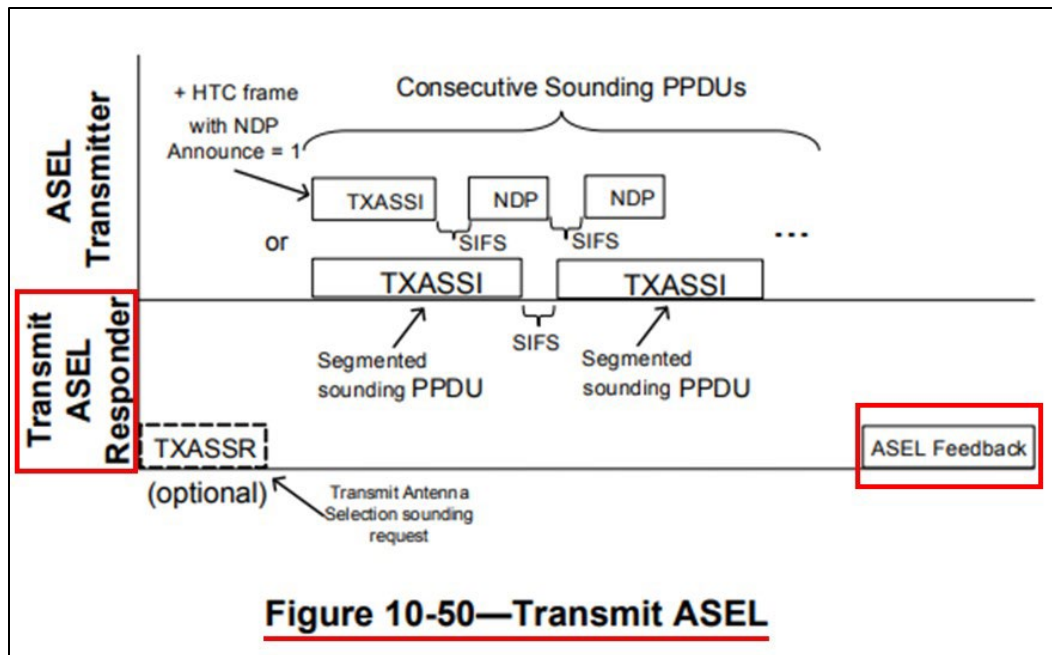 ASEL
Transmitter
+ HTC frame
with NDP
Announce = 1
Consecutive Sounding PPDUs
TXASSI
NDP
NDP
SIFS
SIFS
...
or
TXASSI
TXASSI
SIFS
Segmented
sounding PPDU
Segmented
sounding PPDU
Transmit
ASEL
Responder
TXASSR
(optional)
Transmit Antenna
Selection sounding
request
ASEL Feedback
Figure 10-50—Transmit ASEL